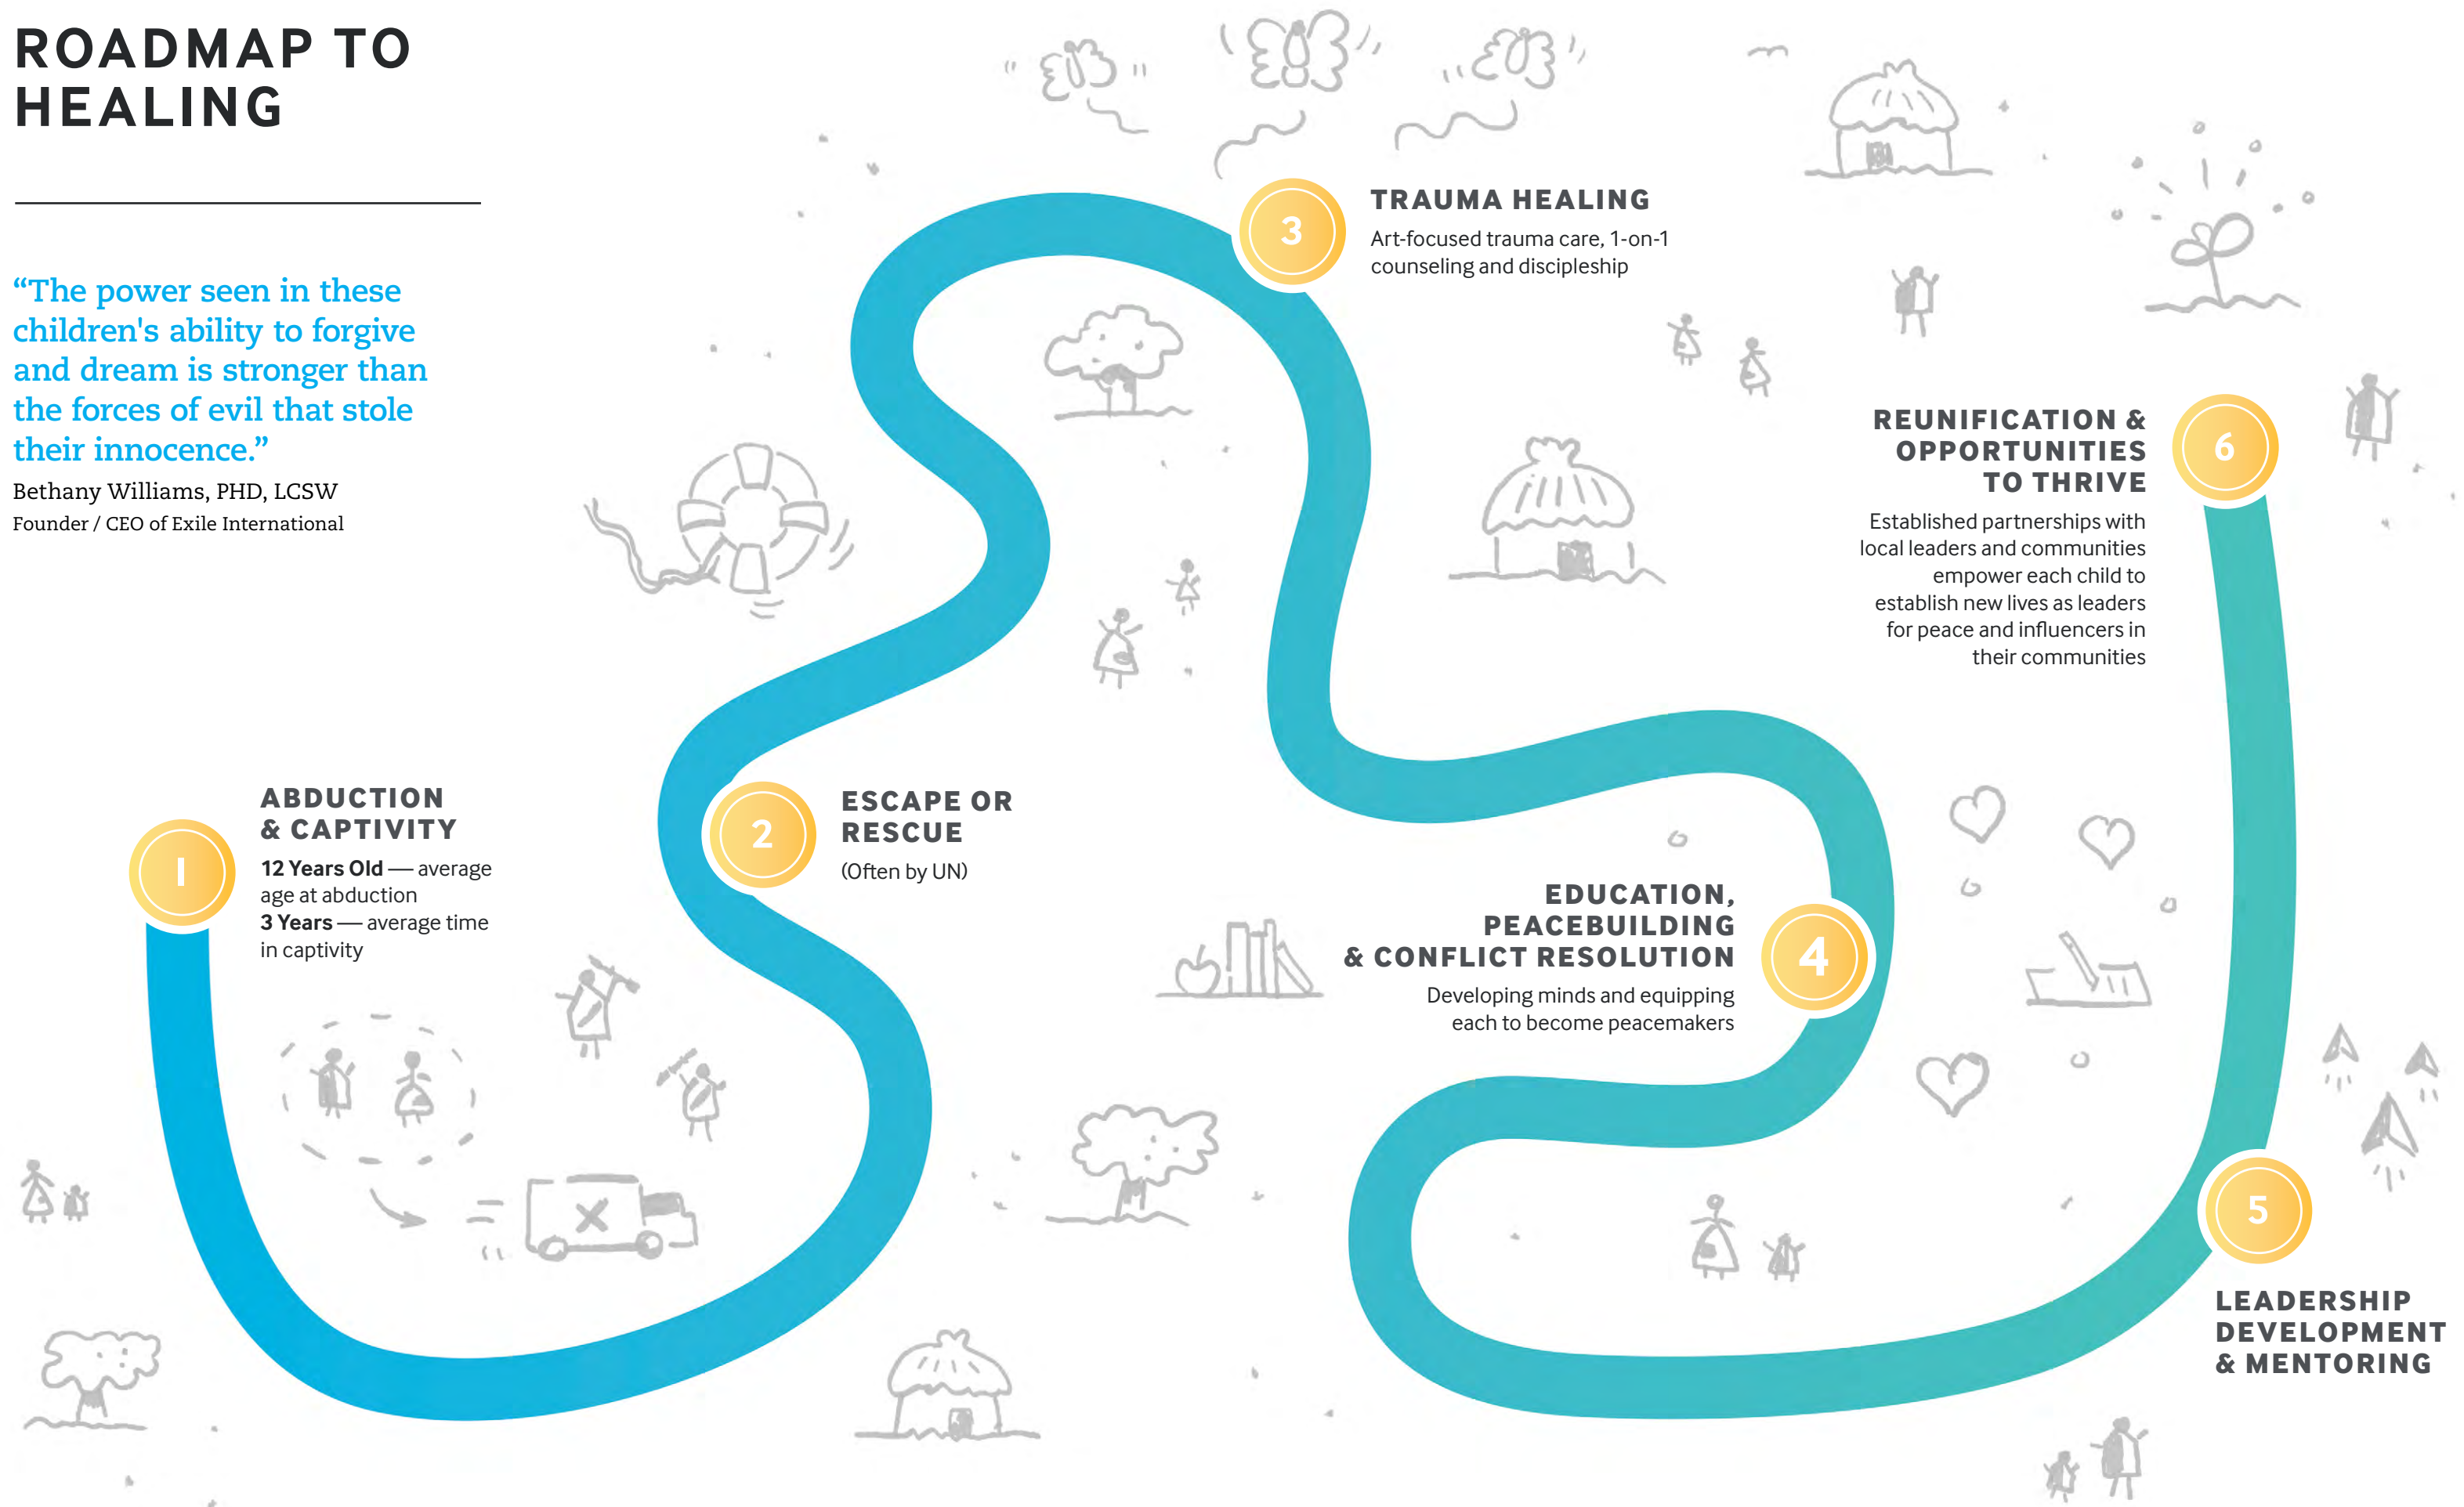 ROADMAP TO
HEALING
“The power seen in these
children's ability to forgive
and dream is stronger than
the forces of evil that stole
their innocence.”
Bethany Williams, PHD, LCSW
Founder / CEO of Exile International
1
ABDUCTION
& CAPTIVITY
12 Years Old — average
age at abduction
3 Years — average time
in captivity
2
ESCAPE OR
RESCUE
(Often by UN)
3
TRAUMA HEALING
Art-focused trauma care, 1-on-1
counseling and discipleship
4
EDUCATION,
PEACEBUILDING
& CONFLICT RESOLUTION
Developing minds and equipping
each to become peacemakers
5
LEADERSHIP
DEVELOPMENT
& MENTORING
6
REUNIFICATION &
OPPORTUNITIES
TO THRIVE
Established partnerships with
local leaders and communities
empower each child to
establish new lives as leaders
for peace and influencers in
their communities